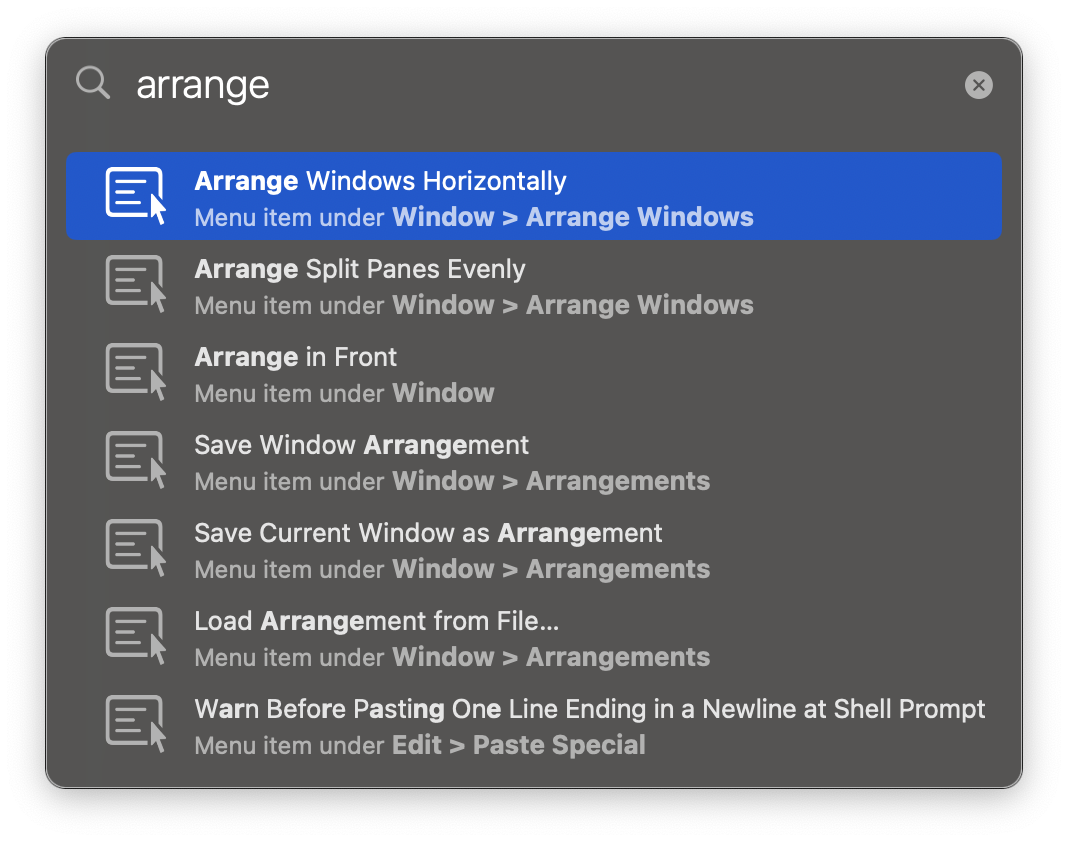 arrange
Arrange Windows Horizontally
Menu item under Window > Arrange Windows
Arrange Split Panes Evenly
Menu item under Window > Arrange Windows
Arrange in Front
Menu item under Window
Save Window Arrangement
Menu item under Window > Arrangements
Save Current Window as Arrangement
Menu item under Window > Arrangements
Load Arrangement from File...
Menu item under Window > Arrangements
Warn Before Pasting One Line Ending in a Newline at Shell Prompt
Menu item under Edit > Paste Special